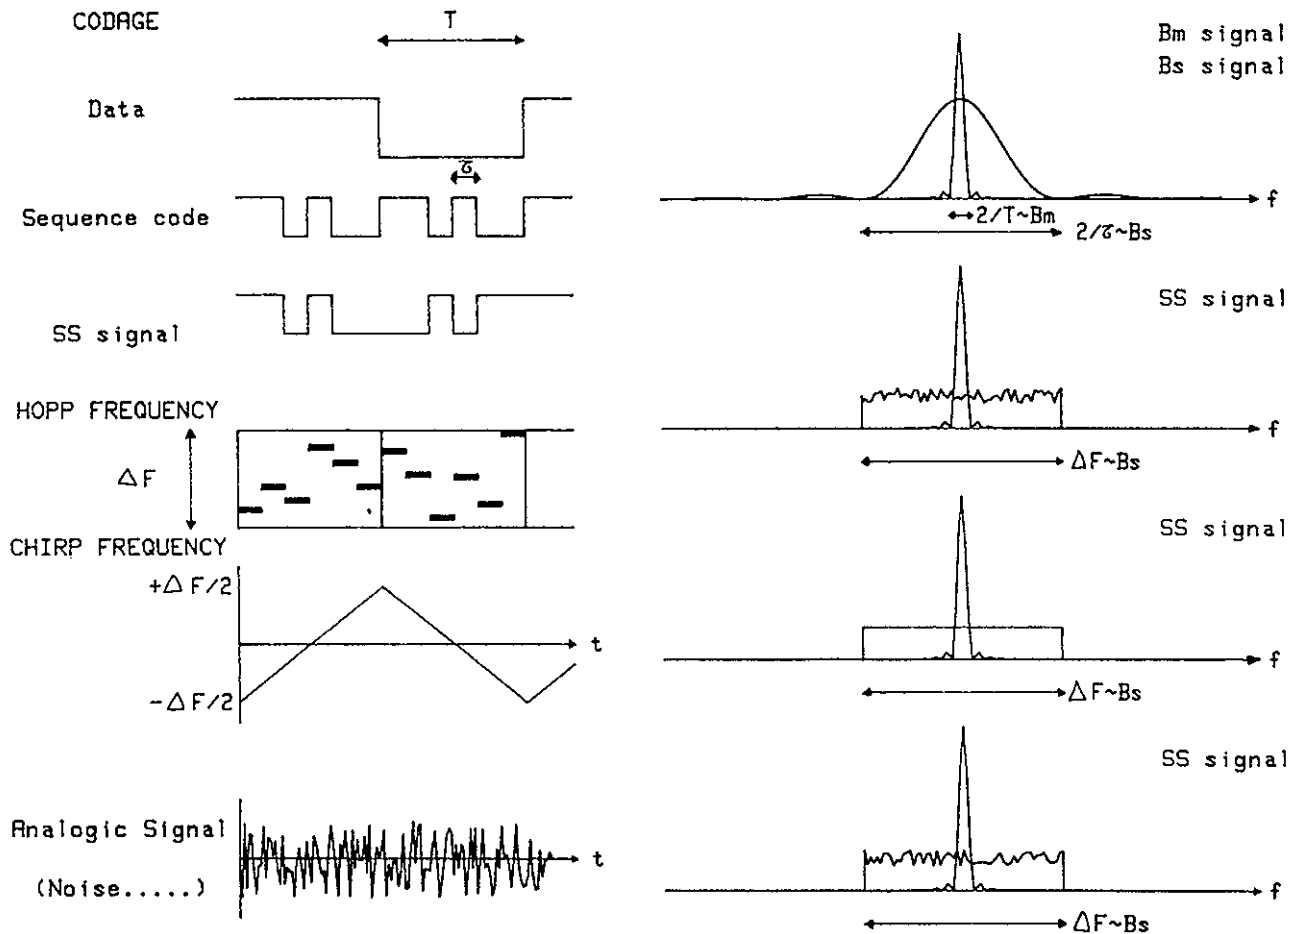 CODAGE
T
Data
τ
Sequence code
SS signal
HOPP FREQUENCY
ΔF
CHIRP FREQUENCY
+ΔF/2
t
-ΔF/2
Analogic Signal
t
(Noise.....)
Bm signal
Bs signal
f
2/T~Bm
2/τ~Bs
SS signal
f
ΔF~Bs
SS signal
f
ΔF~Bs
SS signal
f
ΔF~Bs